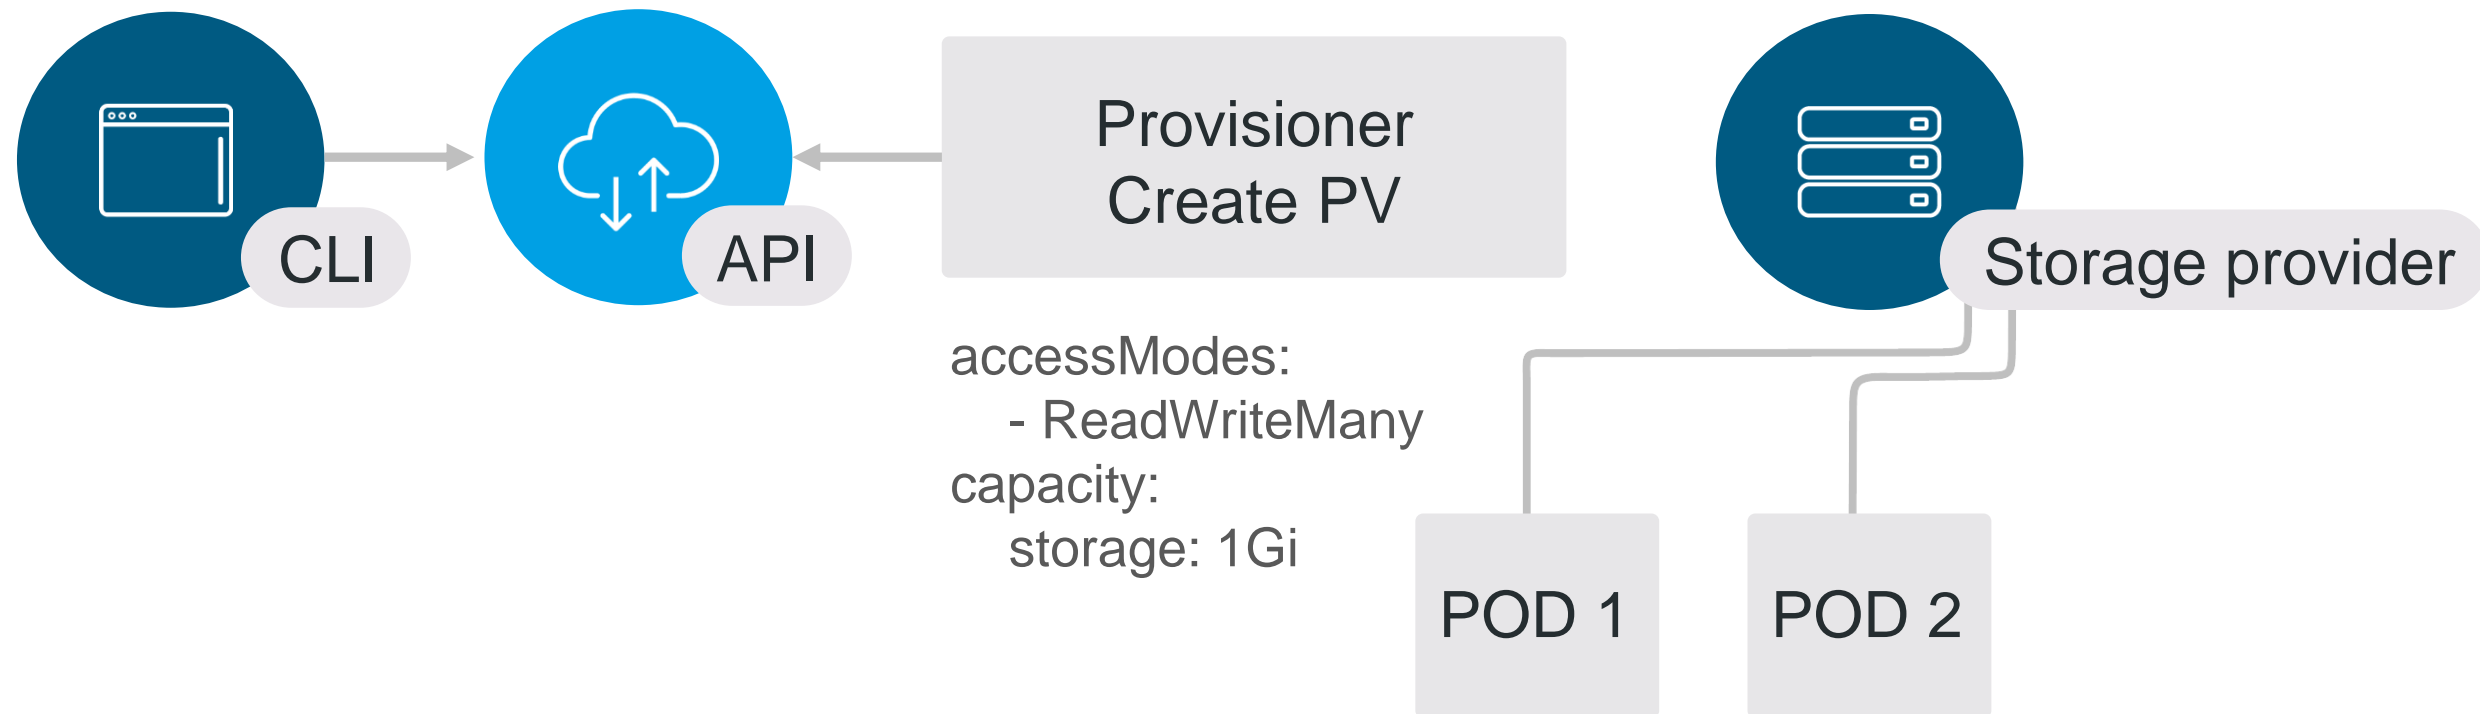 CLI
API
Provisioner
Create PV
Storage provider
accessModes:
- ReadWriteMany
capacity:
storage: 1Gi
POD 1
POD 2